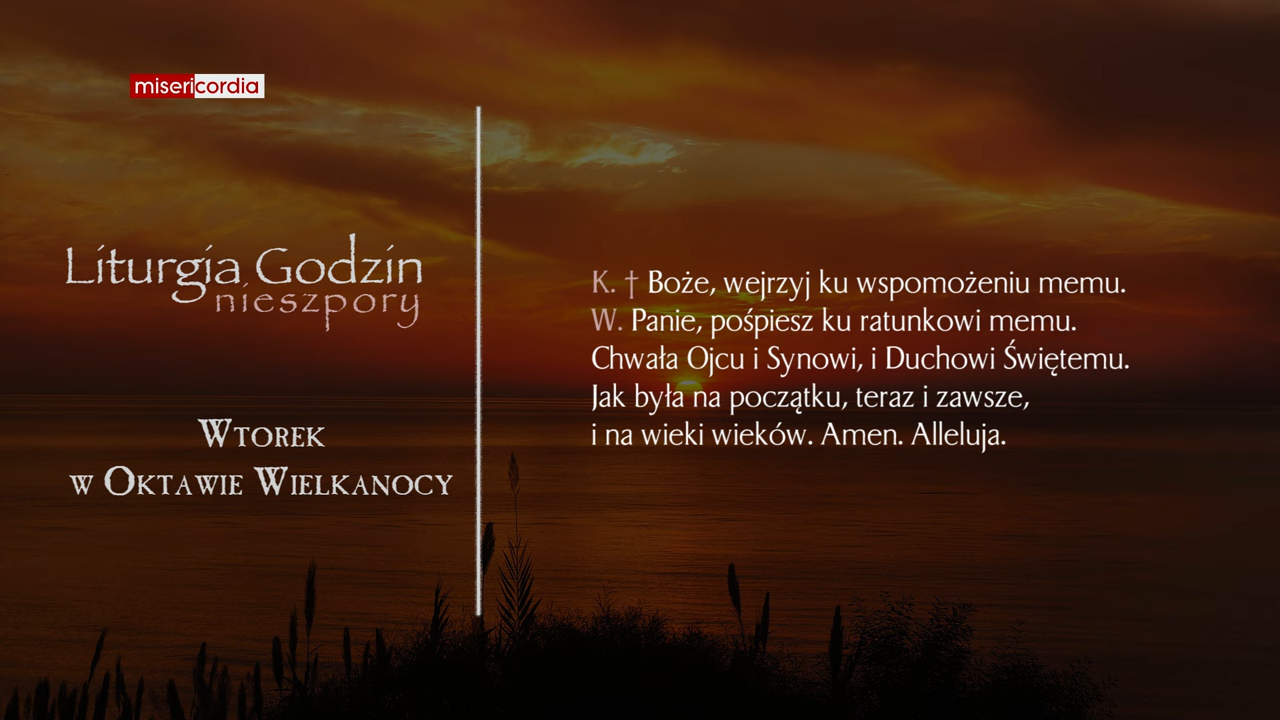 misericordia
Liturgia Godzin
nieszpory
Wtorek
w Oktawie Wielkanocy
K. † Boże, wejrzyj ku wspomożeniu memu.
W. Panie, pośpiesz ku ratunkowi memu.
Chwała Ojcu i Synowi, i Duchowi Świętemu.
Jak była na początku, teraz i zawsze,
i na wieki wieków. Amen. Alleluja.